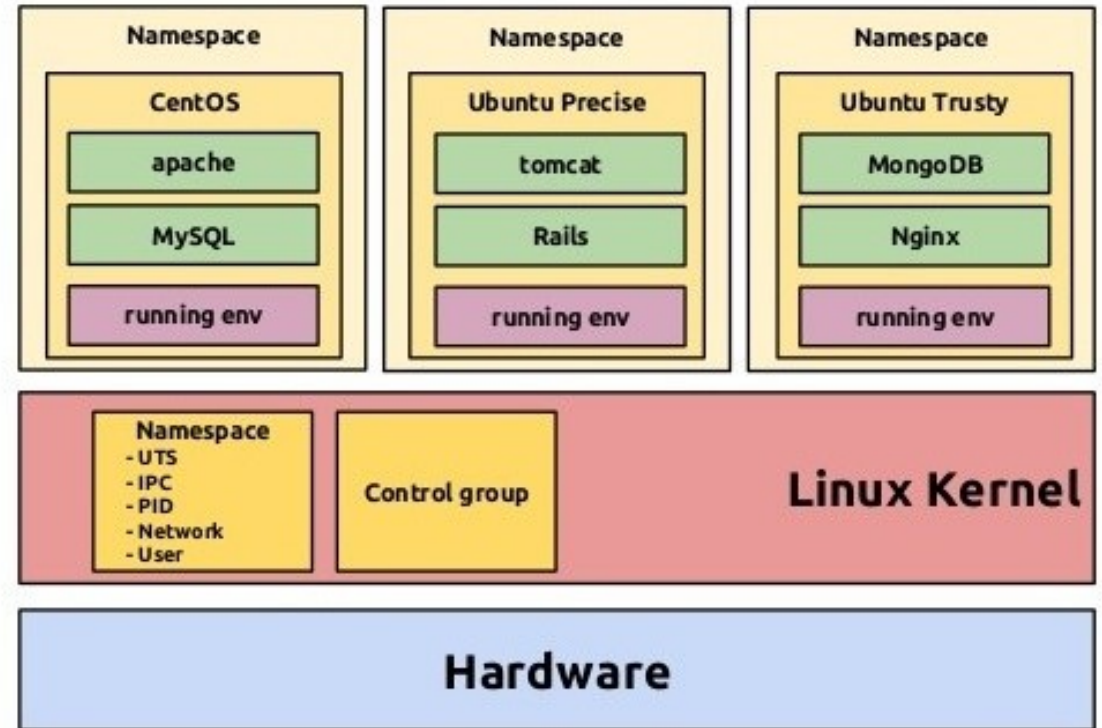 Namespace
CentOS
apache
MySQL
running env
Namespace
Ubuntu Precise
tomcat
Rails
running env
Namespace
Ubuntu Trusty
MongoDB
Nginx
running env
Namespace
- UTS
- IPC
- PID
- Network
- User
Control group
Linux Kernel
Hardware